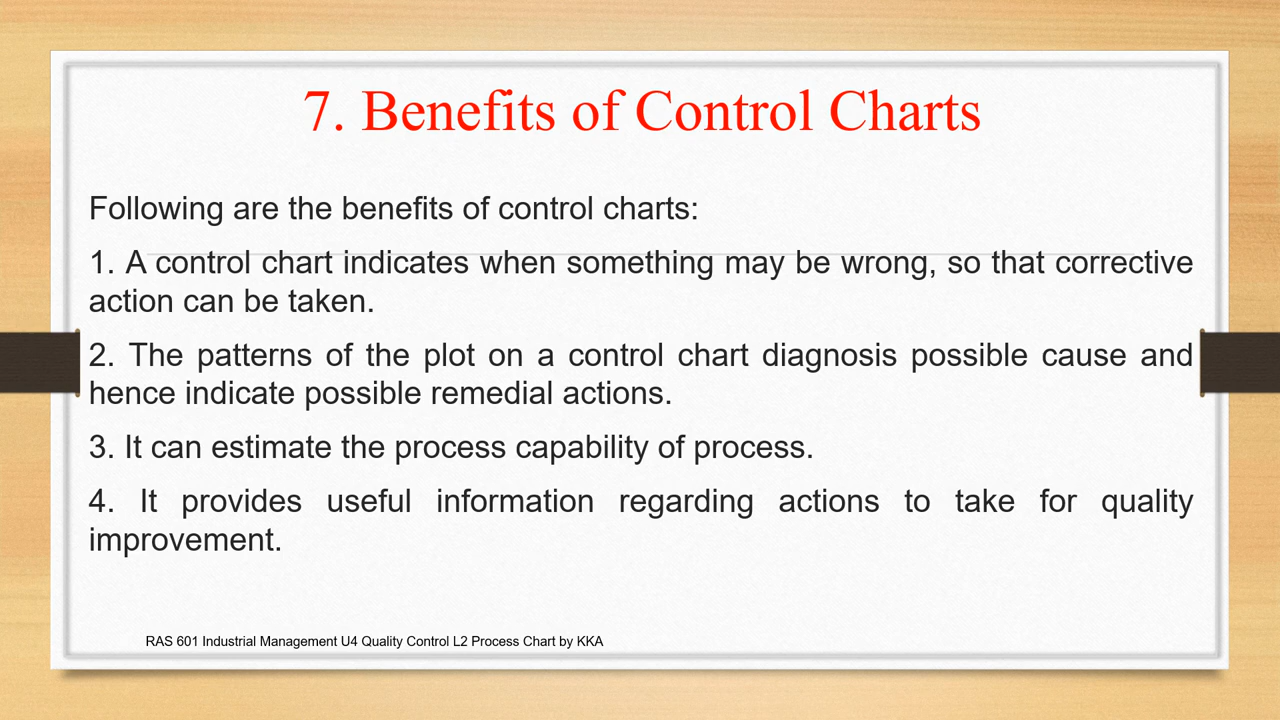 7. Benefits of Control Charts
Following are the benefits of control charts:
1. A control chart indicates when something may be wrong, so that corrective
action can be taken.
2. The patterns of the plot on a control chart diagnosis possible cause and
hence indicate possible remedial actions.
3. It can estimate the process capability of process.
4. It provides useful information regarding actions to take for quality
improvement.
RAS 601 Industrial Management U4 Quality Control L2 Process Chart by KKA